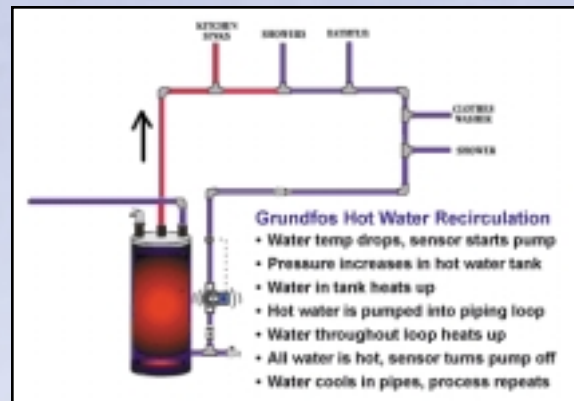 KITCHEN
SINKS
SHOWERS
BATHTUB
CLOTHES
WASHER
SHOWER
Grundfos Hot Water Recirculation
• Water temp drops, sensor starts pump
• Pressure increases in hot water tank
• Water in tank heats up
• Hot water is pumped into piping loop
• Water throughout loop heats up
• All water is hot, sensor turns pump off
• Water cools in pipes, process repeats